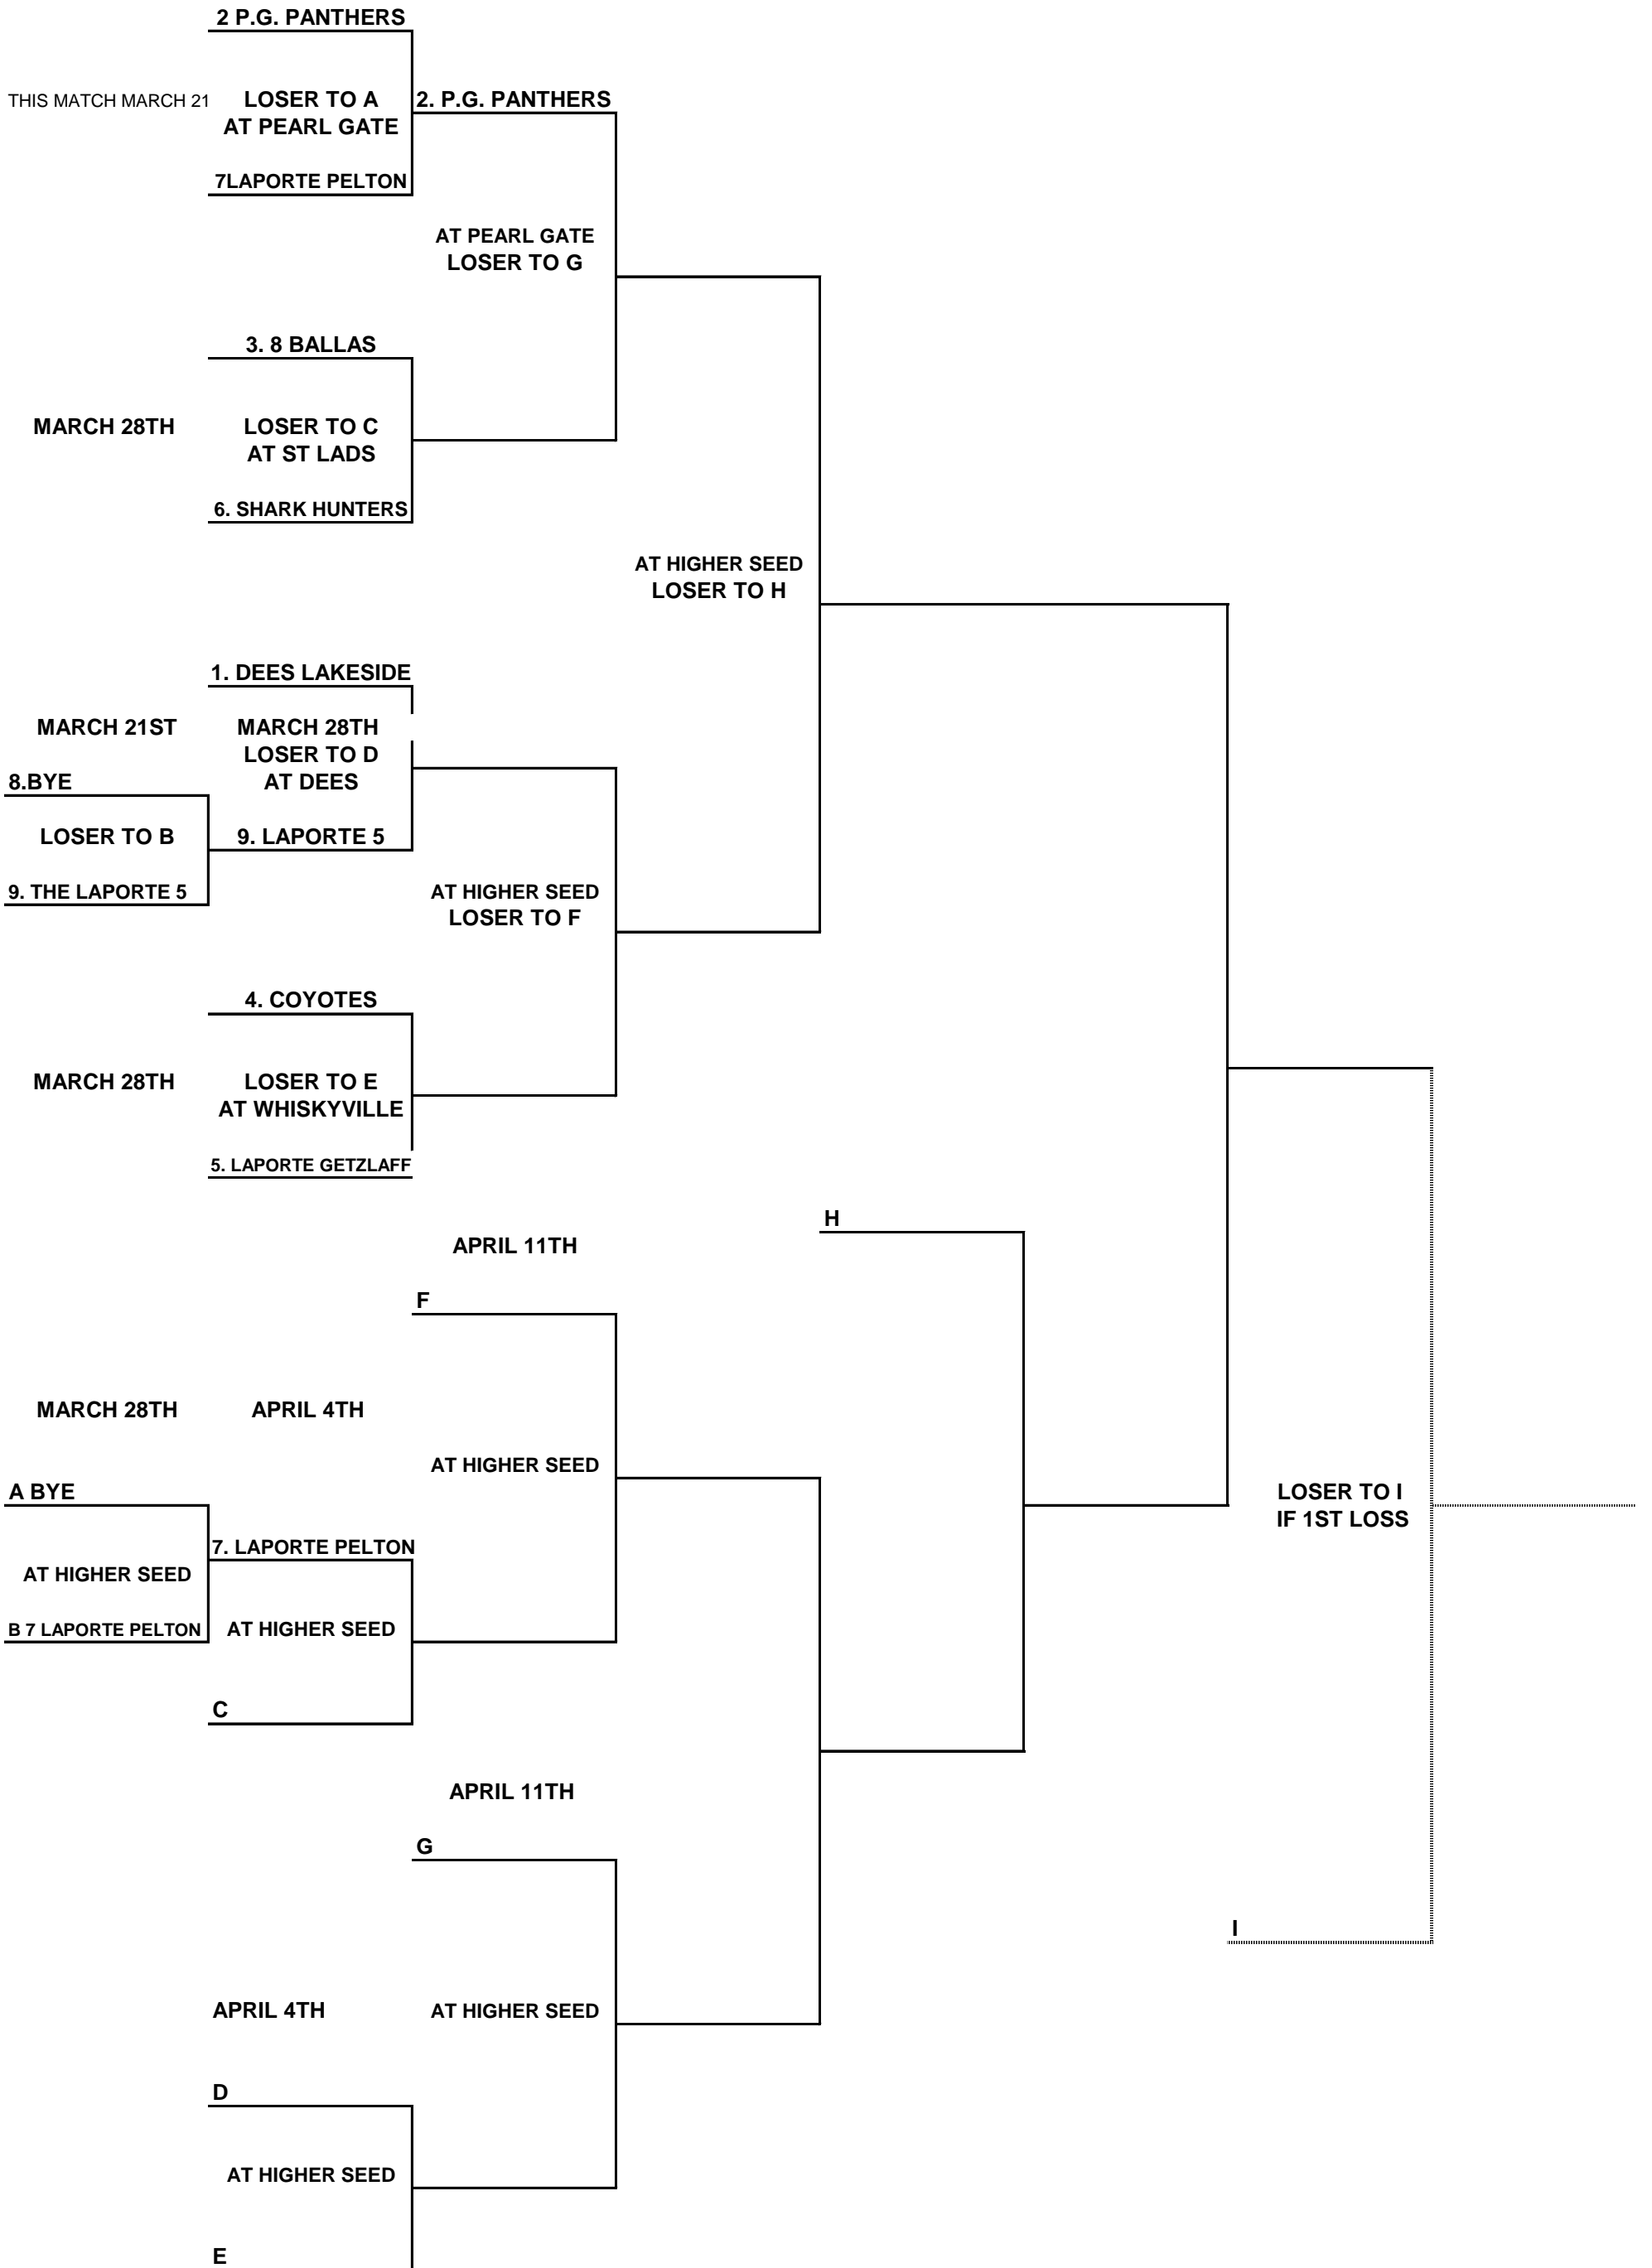 2 P.G. PANTHERS
THIS MATCH MARCH 21
LOSER TO A
2. P.G. PANTHERS
AT PEARL GATE
7LAPORTE PELTON
AT PEARL GATE
LOSER TO G
3. 8 BALLAS
MARCH 28TH
LOSER TO C
AT ST LADS
6. SHARK HUNTERS
AT HIGHER SEED
LOSER TO H
1. DEES LAKESIDE
MARCH 21ST
MARCH 28TH
LOSER TO D
8.BYE
AT DEES
LOSER TO B
9. LAPORTE 5
9. THE LAPORTE 5
AT HIGHER SEED
LOSER TO F
4. COYOTES
MARCH 28TH
LOSER TO E
AT WHISKYVILLE
5. LAPORTE GETZLAFF
H
APRIL 11TH
F
MARCH 28TH
APRIL 4TH
AT HIGHER SEED
A BYE
LOSER TO I
IF 1ST LOSS
7. LAPORTE PELTON
AT HIGHER SEED
B 7 LAPORTE PELTON
AT HIGHER SEED
C
APRIL 11TH
G
I
APRIL 4TH
AT HIGHER SEED
D
AT HIGHER SEED
E